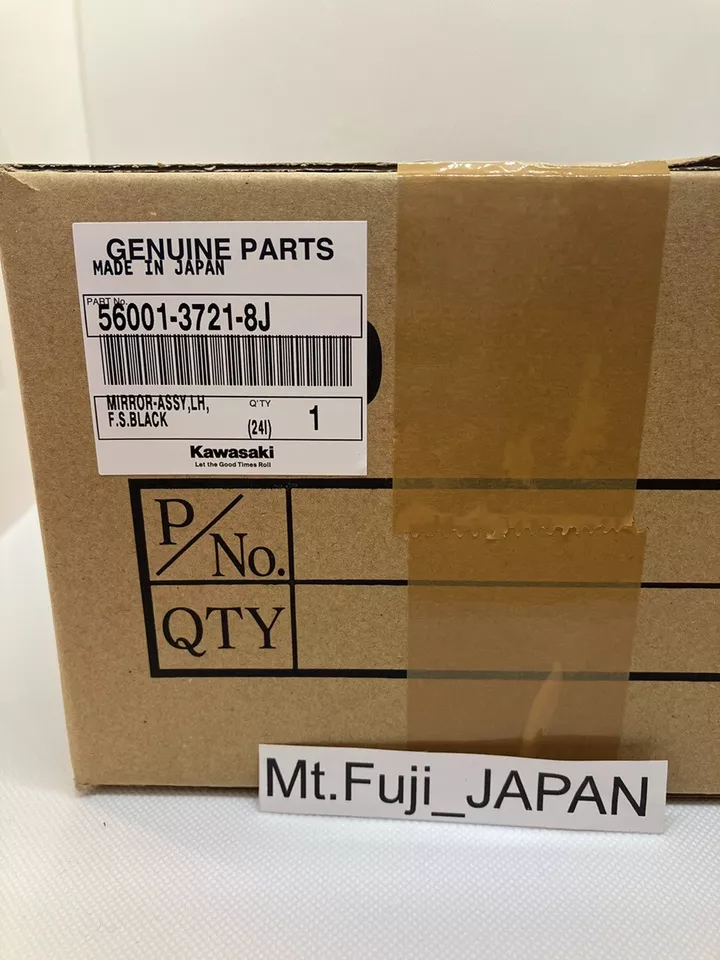 GENUINE PARTS
MADE IN JAPAN
PART No.
56001-3721-8J
MIRROR-ASSY,LH,
F.S.BLACK
Q'TY
(24I)
1
Kawasaki
Let the Good Times Roll
P/No.
QTY
Mt.Fuji_JAPAN